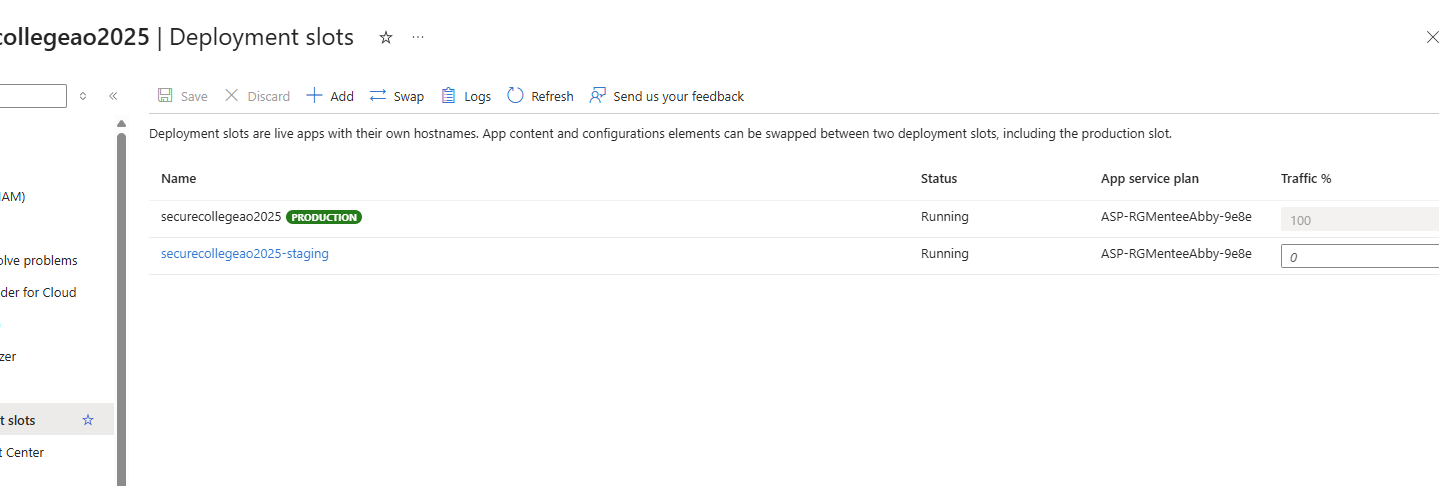 collegeao2025 | Deployment slots
Save Discard Add Swap Logs Refresh Send us your feedback
Deployment slots are live apps with their own hostnames. App content and configurations elements can be swapped between two deployment slots, including the production slot.
Name Status App service plan Traffic %
IAM)
securecollegeao2025 PRODUCTION Running ASP-RGMenteeAbby-9e8e 100
securecollegeao2025-staging Running ASP-RGMenteeAbby-9e8e 0
olve problems
der for Cloud
zer
t slots
t Center